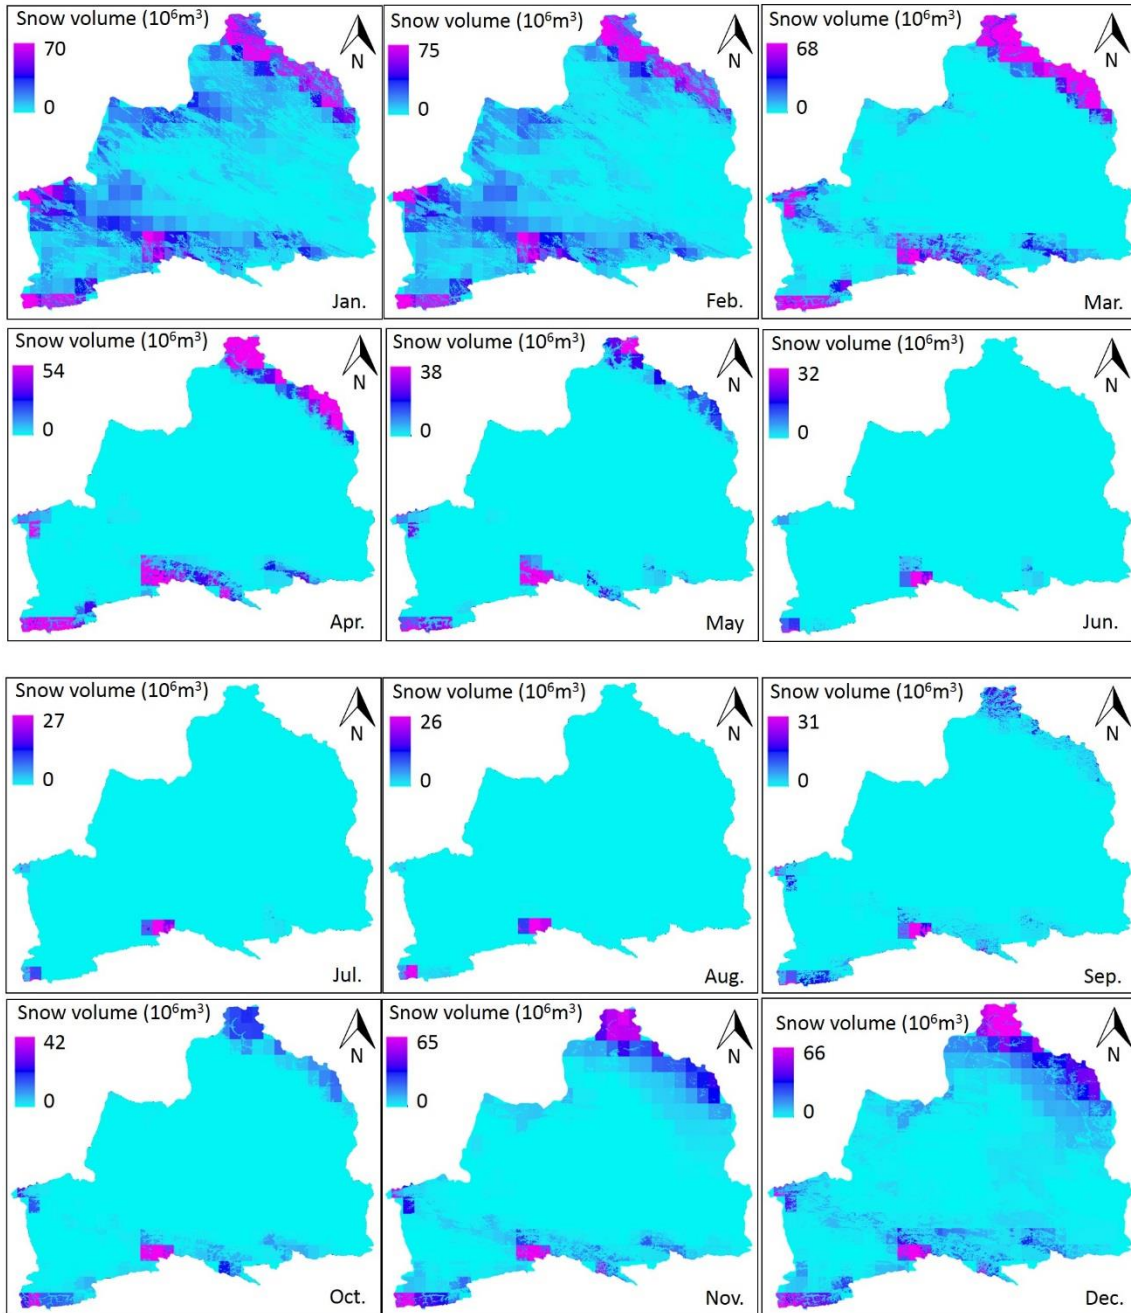 Snow volume (10⁶m³)
70
0
N
Jan.
Snow volume (10⁶m³)
75
0
N
Feb.
Snow volume (10⁶m³)
68
0
N
Mar.
Snow volume (10⁶m³)
54
0
N
Apr.
Snow volume (10⁶m³)
38
0
N
May
Snow volume (10⁶m³)
32
0
N
Jun.
Snow volume (10⁶m³)
27
0
N
Jul.
Snow volume (10⁶m³)
26
0
N
Aug.
Snow volume (10⁶m³)
31
0
N
Sep.
Snow volume (10⁶m³)
42
0
N
Oct.
Snow volume (10⁶m³)
65
0
N
Nov.
Snow volume (10⁶m³)
66
0
N
Dec.